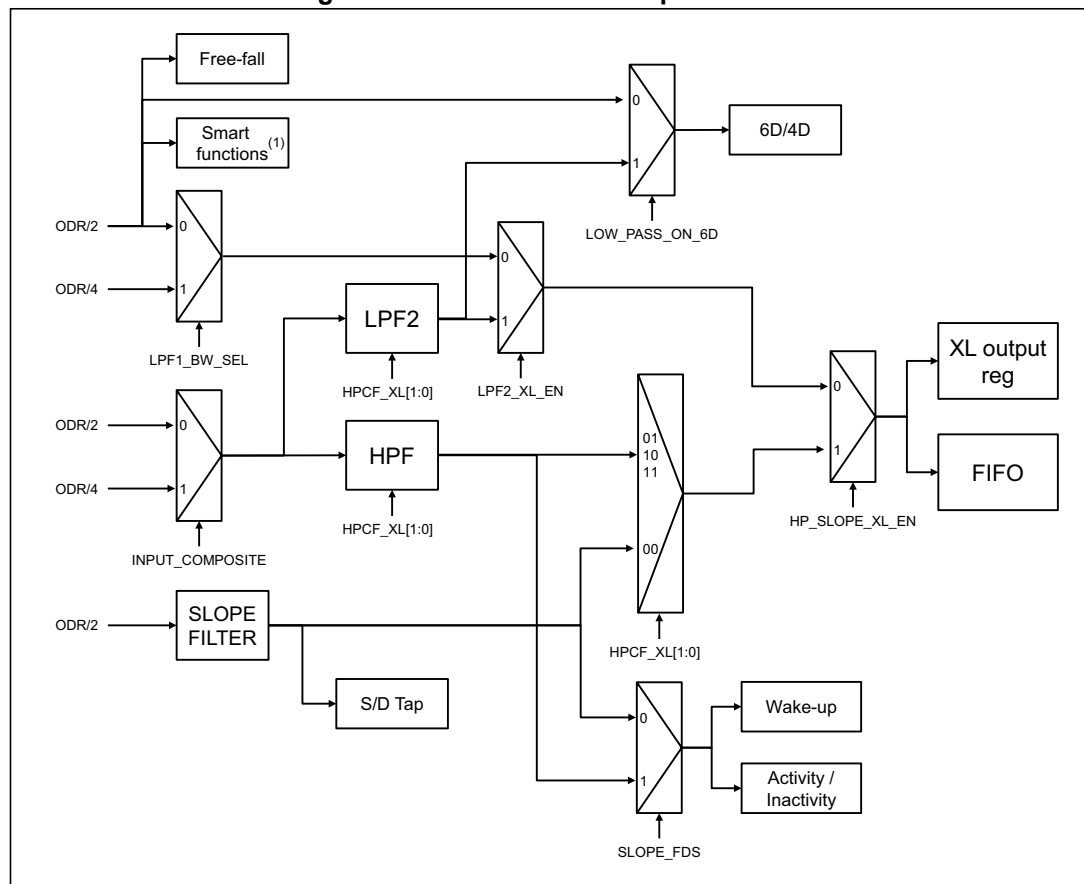 Free-fall
0
Smart
functions(1)
6D/4D
1
ODR/2
0
LOW_PASS_ON_6D
0
ODR/4
1
LPF2
1
XL output
reg
LPF1_BW_SEL
HPCF_XL[1:0]
LPF2_XL_EN
0
ODR/2
0
01
10
11
HPF
1
FIFO
ODR/4
1
HP_SLOPE_XL_EN
HPCF_XL[1:0]
INPUT_COMPOSITE
00
SLOPE
FILTER
ODR/2
HPCF_XL[1:0]
S/D Tap
0
Wake-up
1
Activity /
Inactivity
SLOPE_FDS